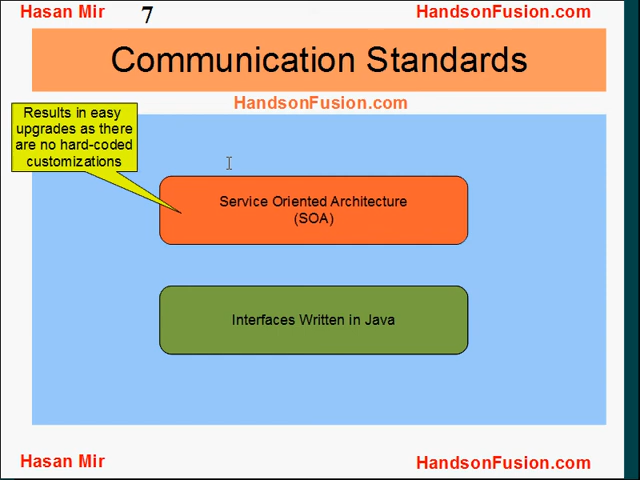 Hasan Mir 7 HandsonFusion.com
Communication Standards
HandsonFusion.com
Results in easy
upgrades as there
are no hard-coded
customizations
Service Oriented Architecture
(SOA)
Interfaces Written in Java
Hasan Mir HandsonFusion.com